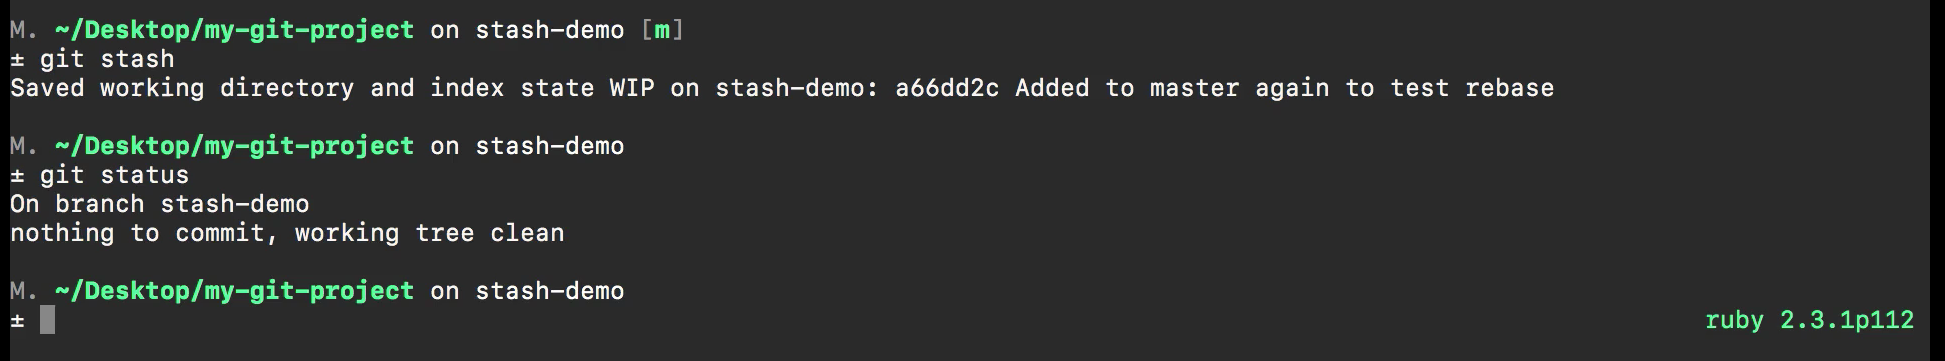 M. ~/Desktop/my-git-project on stash-demo [m]
± git stash
Saved working directory and index state WIP on stash-demo: a66dd2c Added to master again to test rebase
M. ~/Desktop/my-git-project on stash-demo
± git status
On branch stash-demo
nothing to commit, working tree clean
M. ~/Desktop/my-git-project on stash-demo
± ruby 2.3.1p112